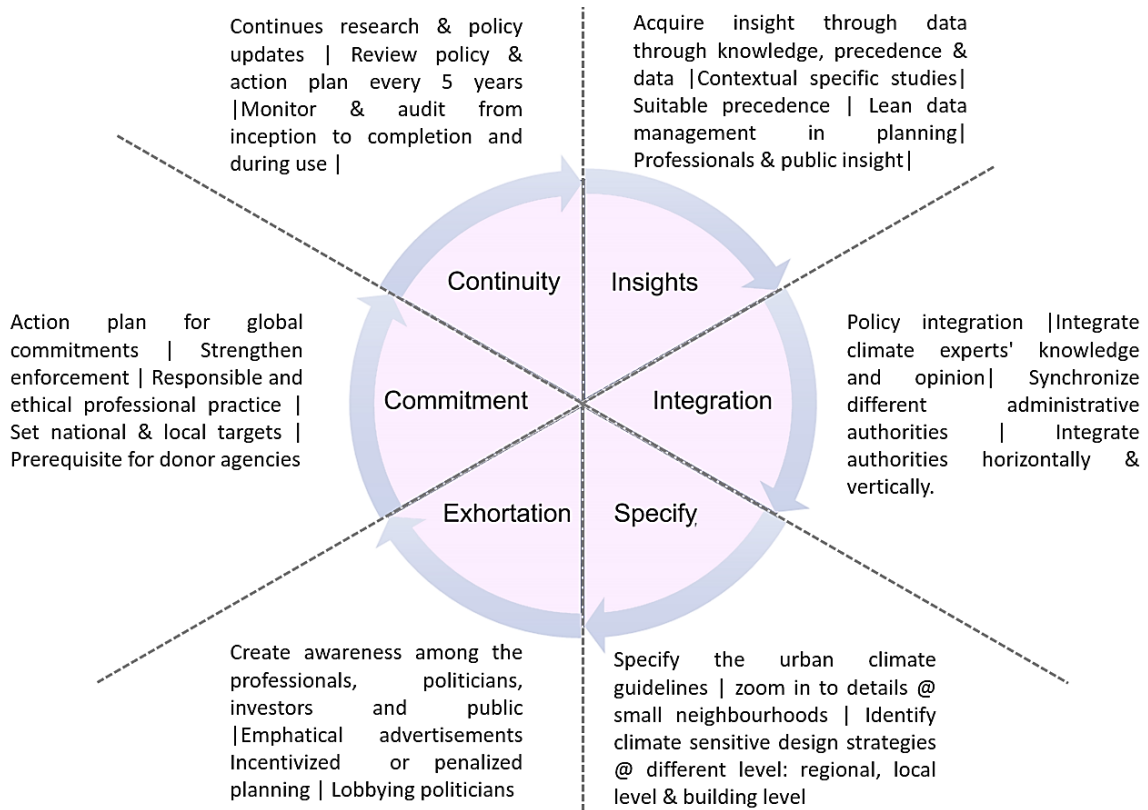 Continues research & policy
updates | Review policy &
action plan every 5 years
|Monitor & audit from
inception to completion and
during use |
Acquire insight through data
through knowledge, precedence &
data |Contextual specific studies|
Suitable precedence | Lean data
management in planning|
Professionals & public insight|
Continuity
Insights
Action plan for global
commitments | Strengthen
enforcement | Responsible and
ethical professional practice |
Set national & local targets |
Prerequisite for donor agencies
Commitment
Integration
Policy integration |Integrate
climate experts' knowledge
and opinion| Synchronize
different administrative
authorities | Integrate
authorities horizontally &
vertically.
Exhortation
Specify,
Create awareness among the
professionals, politicians,
investors and public
|Emphatical advertisements
Incentivized or penalized
planning | Lobbying politicians
Specify the urban climate
guidelines | zoom in to details @
small neighbourhoods | Identify
climate sensitive design strategies
@ different level: regional, local
level & building level